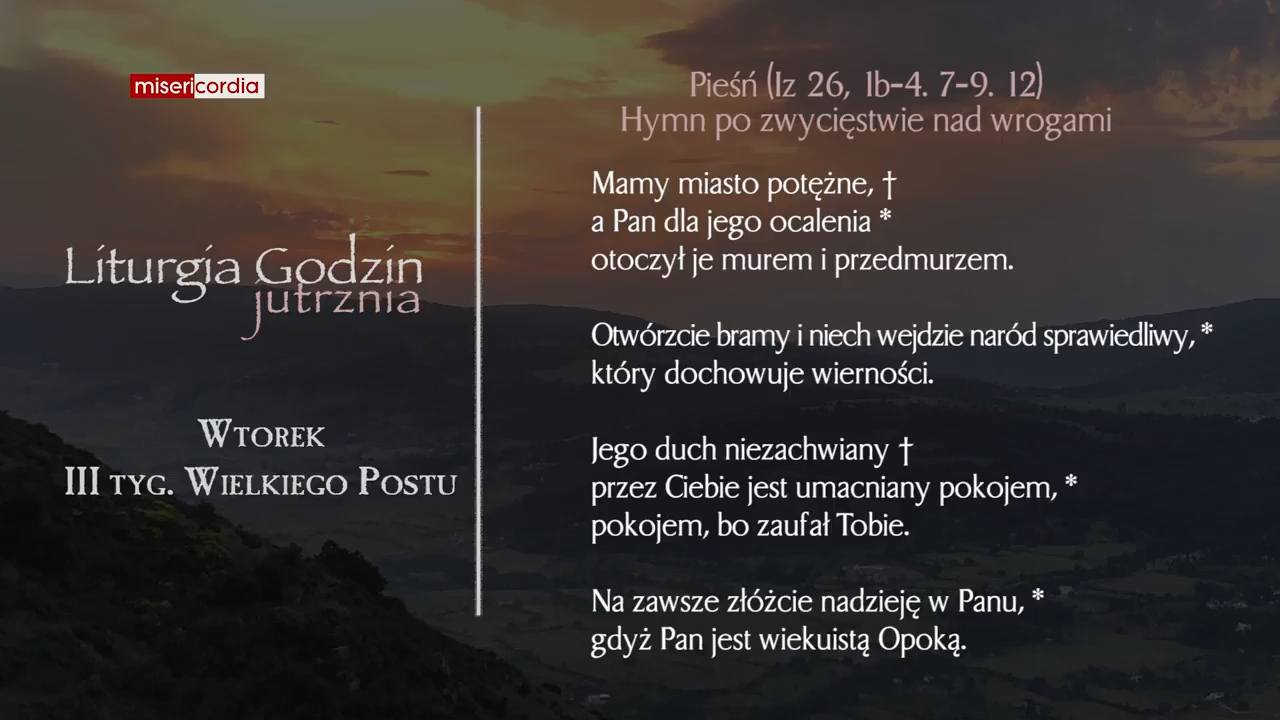 misericordia
Liturgia Godzin
jutrznia
Wtorek
III tyg. Wielkiego Postu
Pieśń (Iz 26, 1b-4. 7-9. 12)
Hymn po zwycięstwie nad wrogami
Mamy miasto potężne, †
a Pan dla jego ocalenia *
otoczył je murem i przedmurzem.
Otwórzcie bramy i niech wejdzie naród sprawiedliwy, *
który dochowuje wierności.
Jego duch niezachwiany †
przez Ciebie jest umacniany pokojem, *
pokojem, bo zaufał Tobie.
Na zawsze złóżcie nadzieję w Panu, *
gdyż Pan jest wiekuistą Opoką.